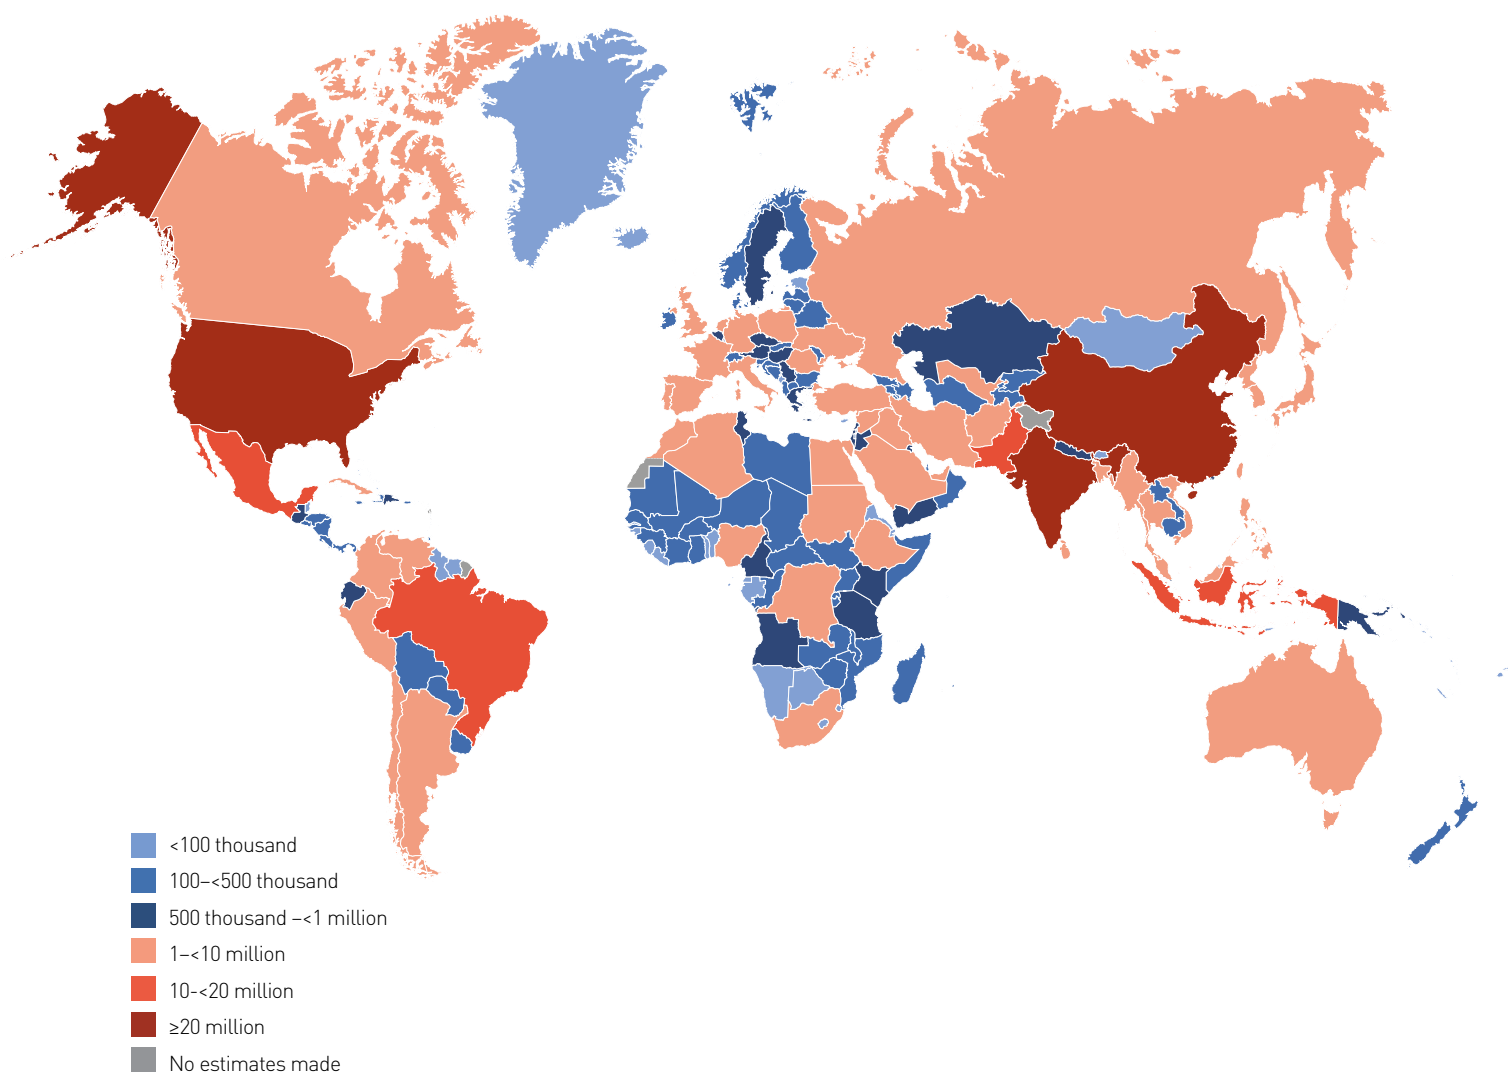 <100 thousand
100–<500 thousand
500 thousand –<1 million
1–<10 million
10-<20 million
≥20 million
No estimates made